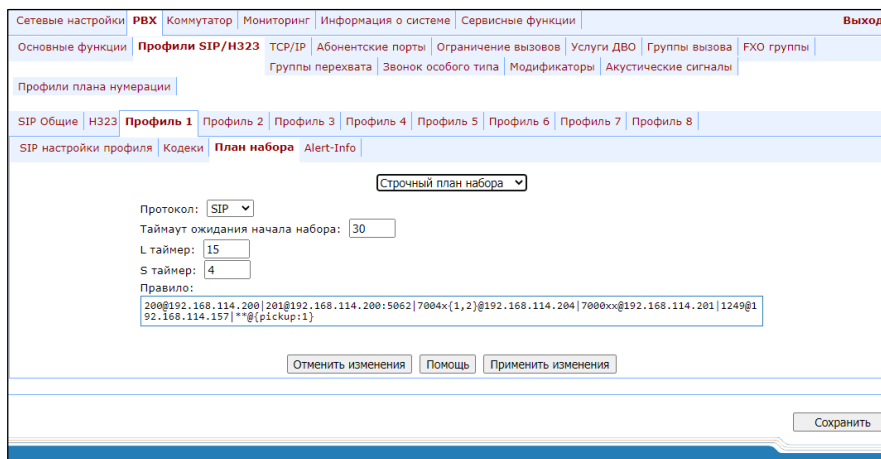 Сетевые настройки PBX Коммутатор Мониторинг Информация о системе Сервисные функции Выход
Основные функции Профили SIP/H323 TCP/IP Абонентские порты Ограничение вызовов Услуги ДВО Группы вызова FXO группы
Группы перехвата Звонок особого типа Модификаторы Акустические сигналы
Профили плана нумерации
SIP Общие H323 Профиль 1 Профиль 2 Профиль 3 Профиль 4 Профиль 5 Профиль 6 Профиль 7 Профиль 8
SIP настройки профиля Кодеки План набора Alert-Info
Строчный план набора
Протокол: SIP
Таймаут ожидания начала набора: 30
L таймер: 15
S таймер: 4
Правило:
200@192.168.114.200|201@192.168.114.200:5062|7004x{1,2}@192.168.114.204|7000xx@192.168.114.201|1249@1
92.168.114.157|**@{pickup:1}
Отменить изменения Помощь Применить изменения
Сохранить